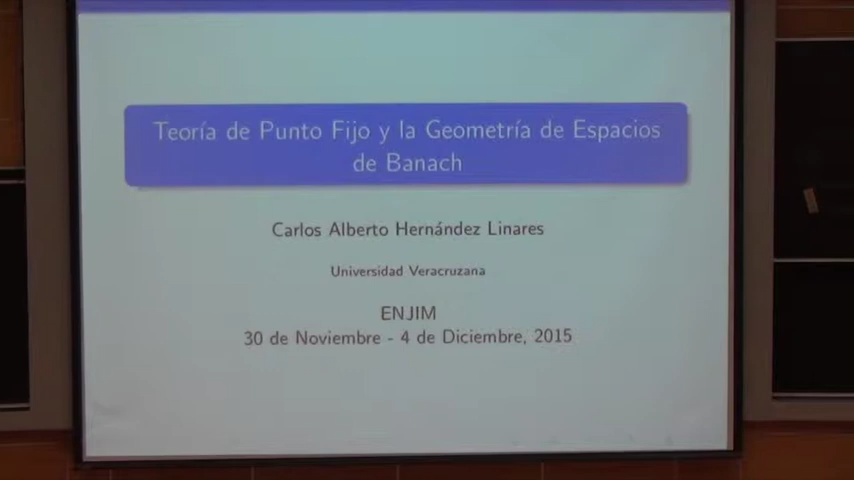 Teoría de Punto Fijo y la Geometría de Espacios
de Banach
Carlos Alberto Hernández Linares
Universidad Veracruzana
ENJIM
30 de Noviembre - 4 de Diciembre, 2015